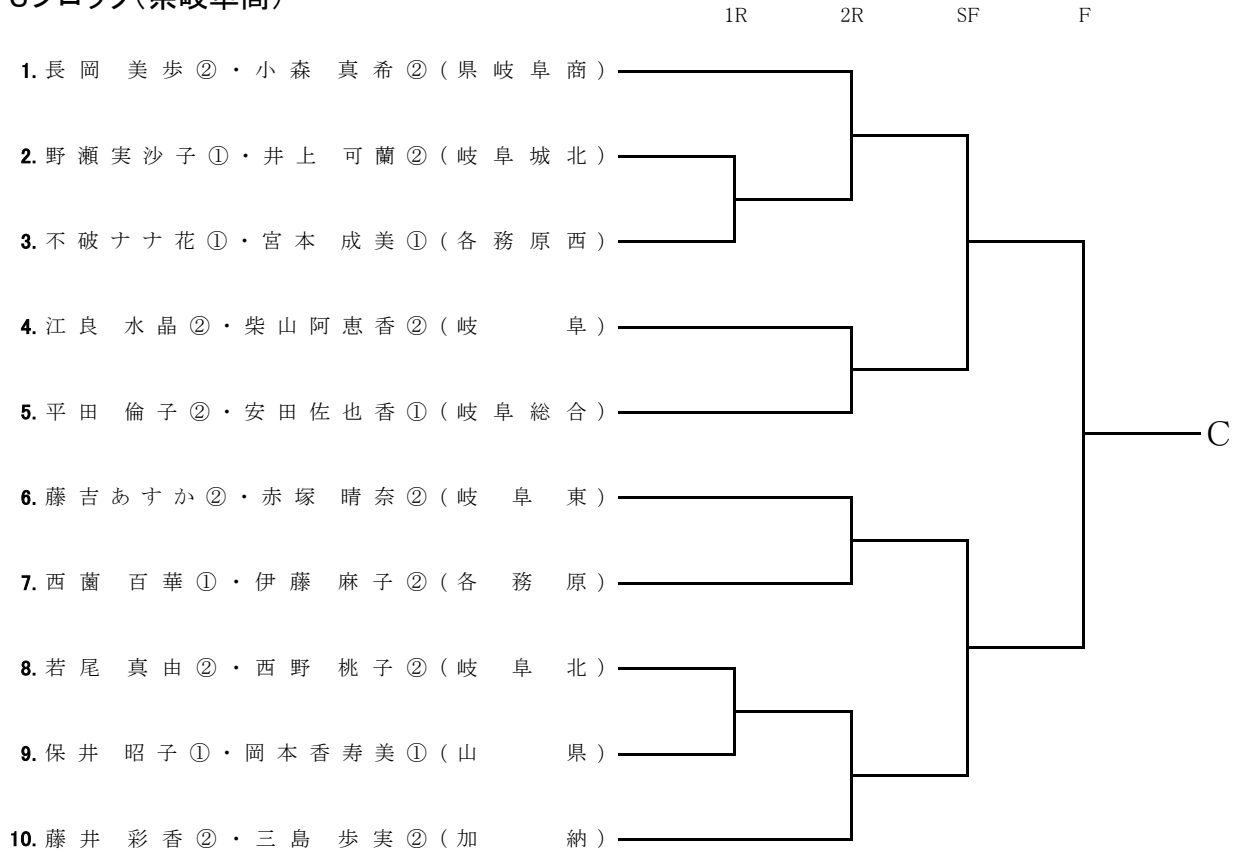 Cブロック(県岐阜商)
1R 2R SF F
1. 長岡 美歩②・小森 真希②(県岐阜商)
2. 野瀬実沙子①・井上 可蘭②(岐阜城北)
3. 不破ナナ花①・宮本 成美①(各務原西)
4. 江良 水晶②・柴山阿恵香②(岐 阜)
5. 平田 倫子②・安田佐也香①(岐阜総合)
C
6. 藤吉あすか②・赤塚 晴奈②(岐 阜 東)
7. 西薗 百華①・伊藤 麻子②(各 務 原)
8. 若尾 真由②・西野 桃子②(岐 阜 北)
9. 保井 昭子①・岡本香寿美①(山 県)
10. 藤井 彩香②・三島 歩実②(加 納)